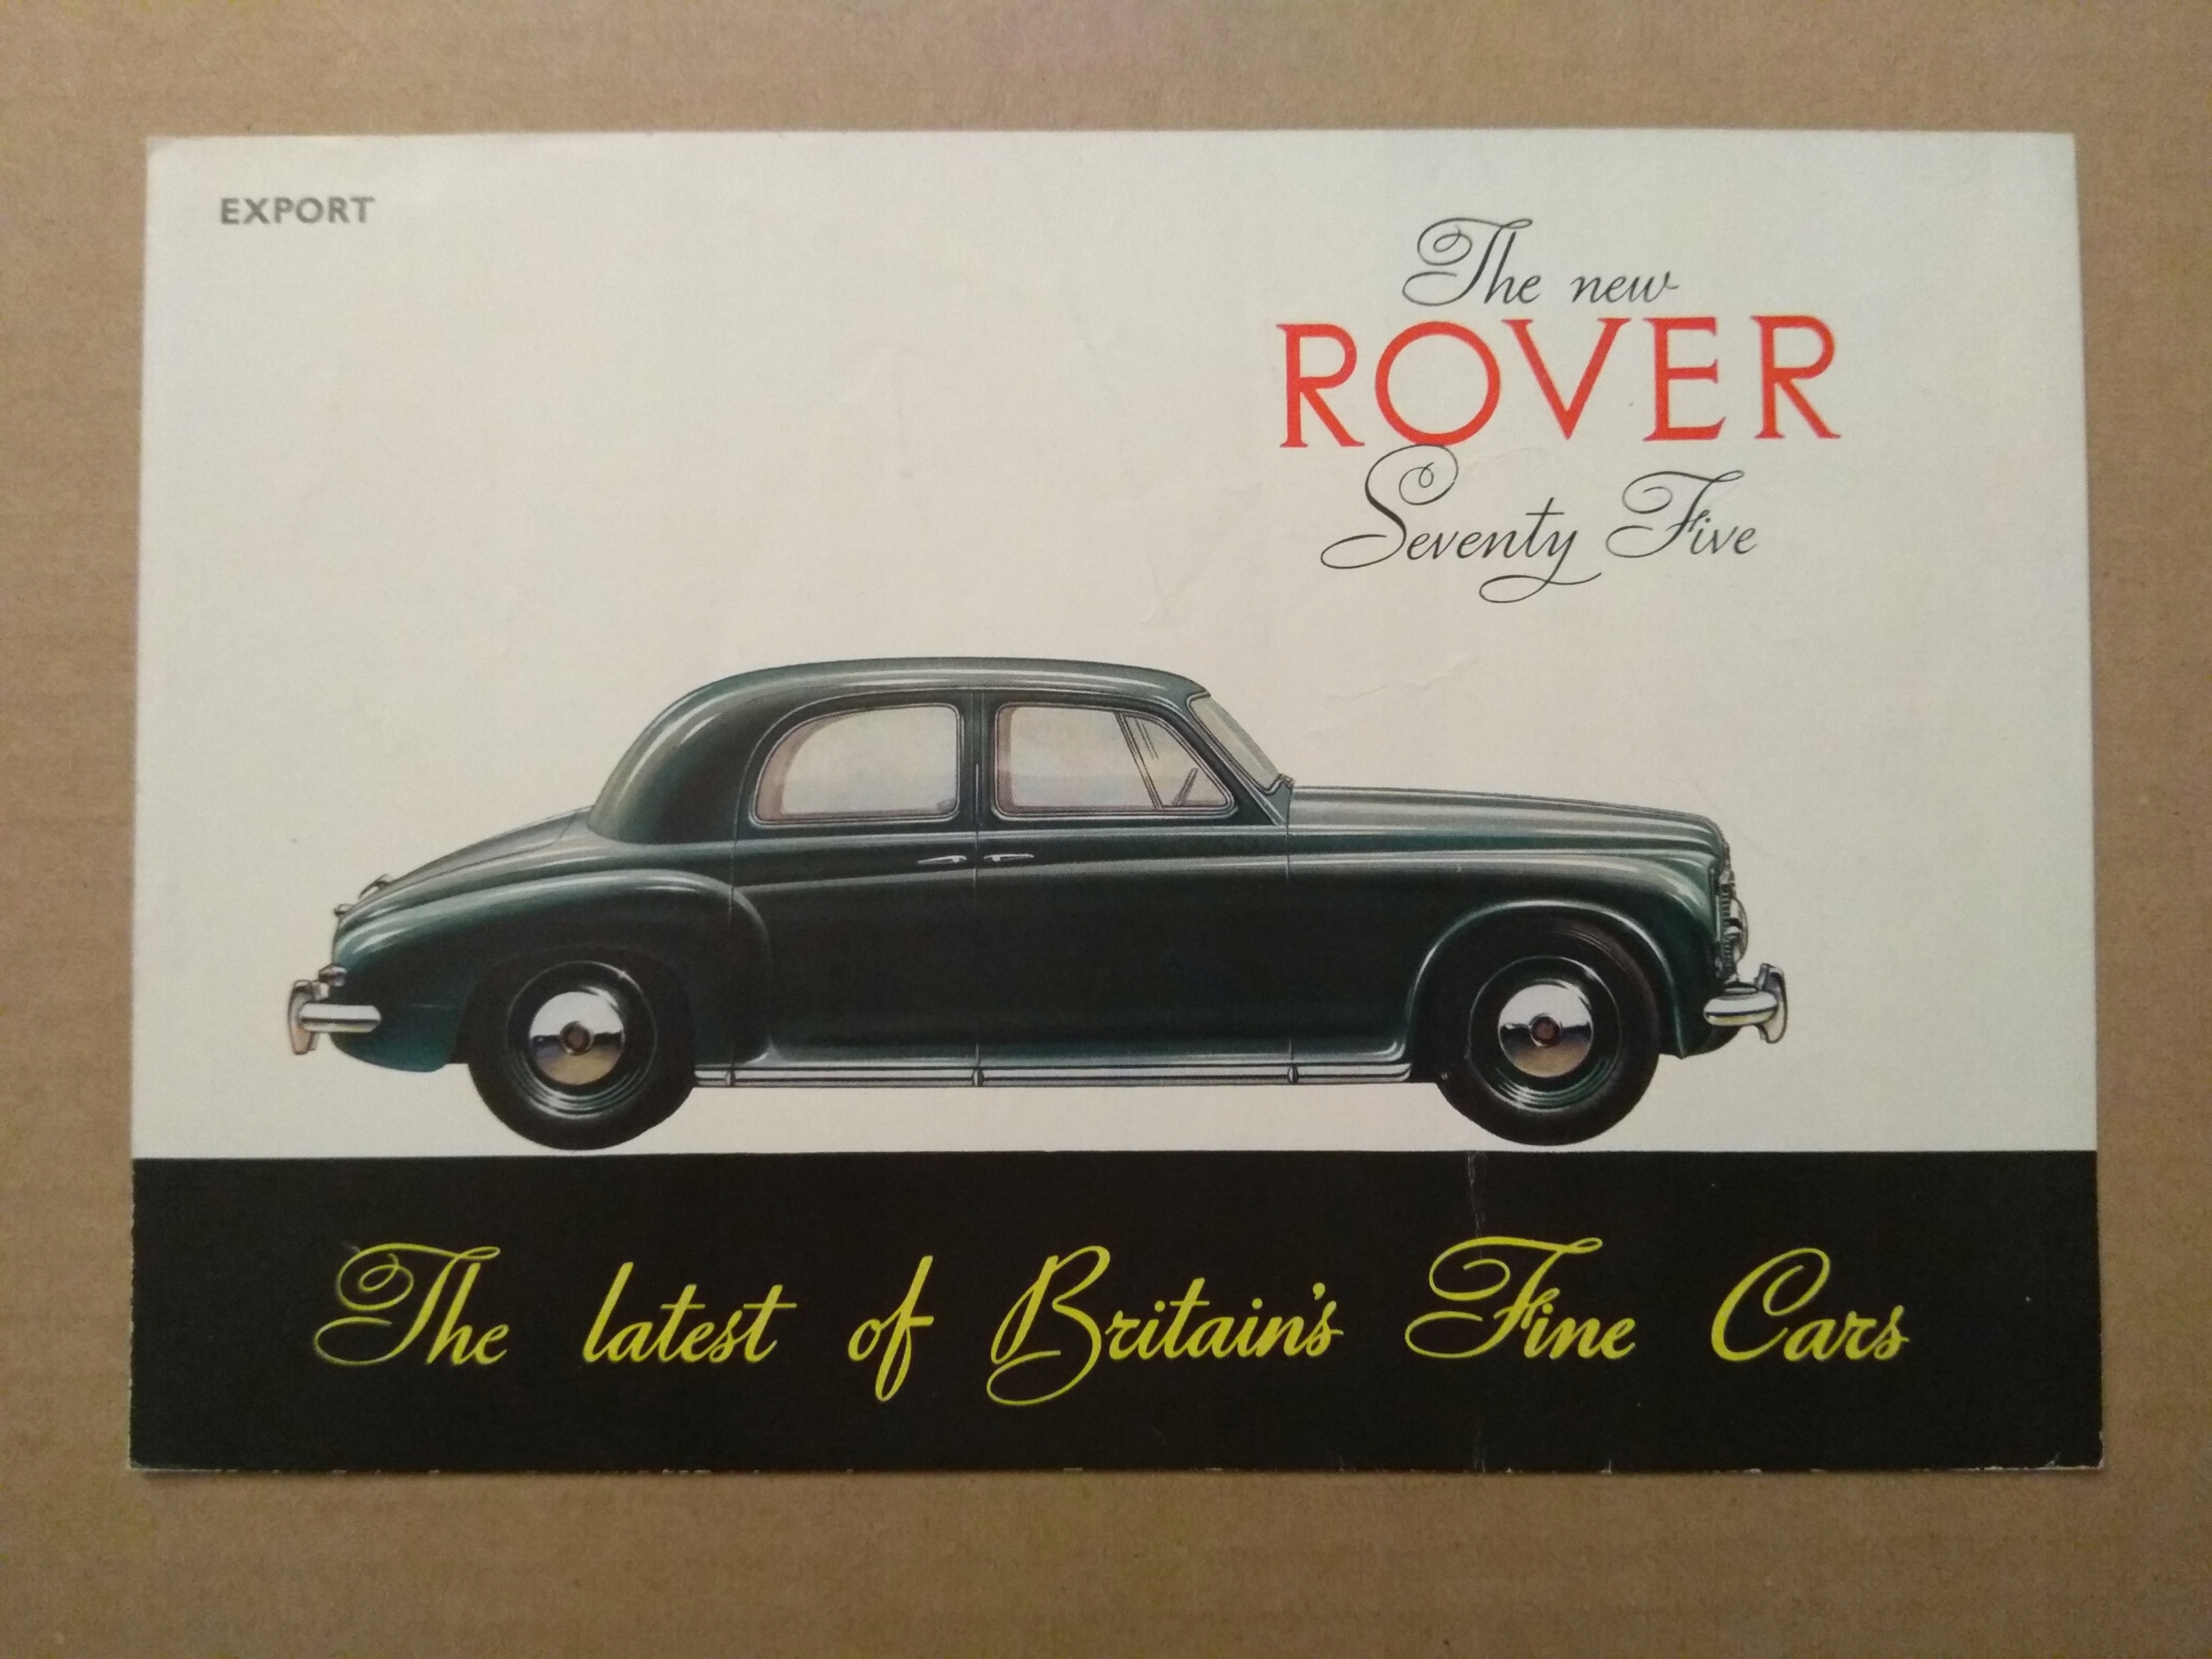 EXPORT
The new
ROVER
Seventy Five
The latest of Britain's Fine Cars